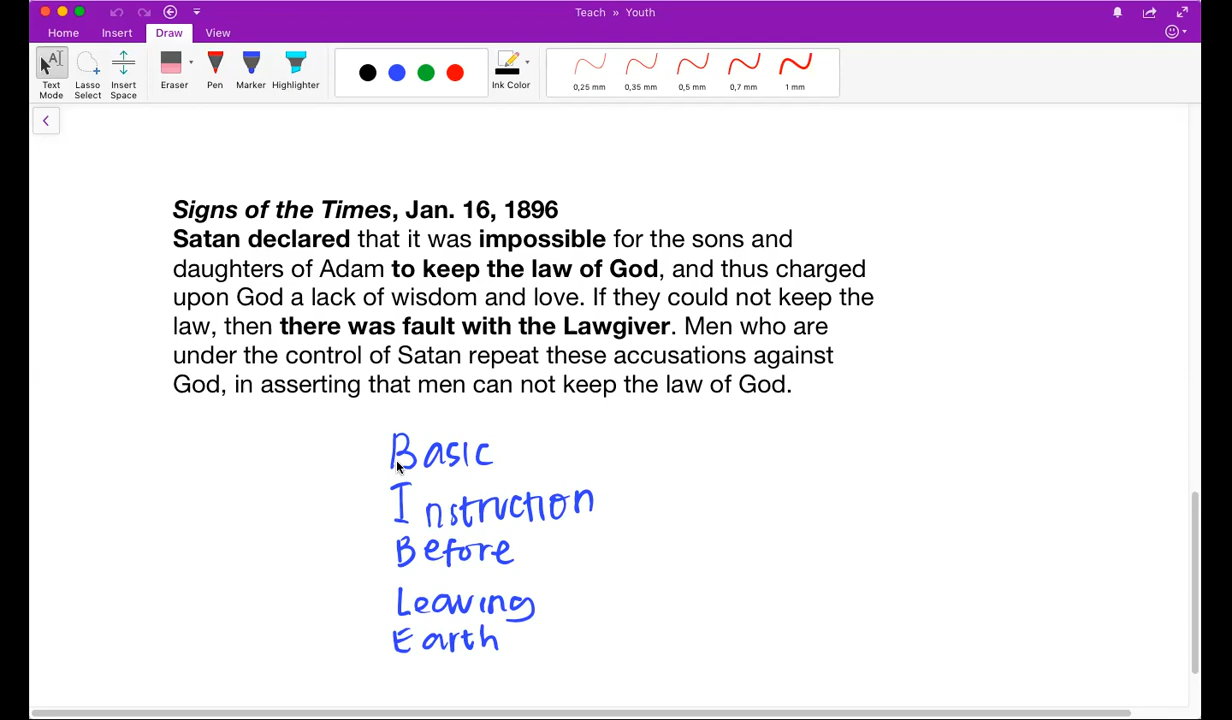 Teach » Youth
Home Insert Draw View
Text Mode
Lasso Select
Insert Space
Eraser
Pen
Marker
Highlighter
Ink Color
0,25 mm 0,35 mm 0,5 mm 0,7 mm 1 mm
Signs of the Times, Jan. 16, 1896
Satan declared that it was impossible for the sons and
daughters of Adam to keep the law of God, and thus charged
upon God a lack of wisdom and love. If they could not keep the
law, then there was fault with the Lawgiver. Men who are
under the control of Satan repeat these accusations against
God, in asserting that men can not keep the law of God.
Basic
Instruction
Before
Leaving
Earth